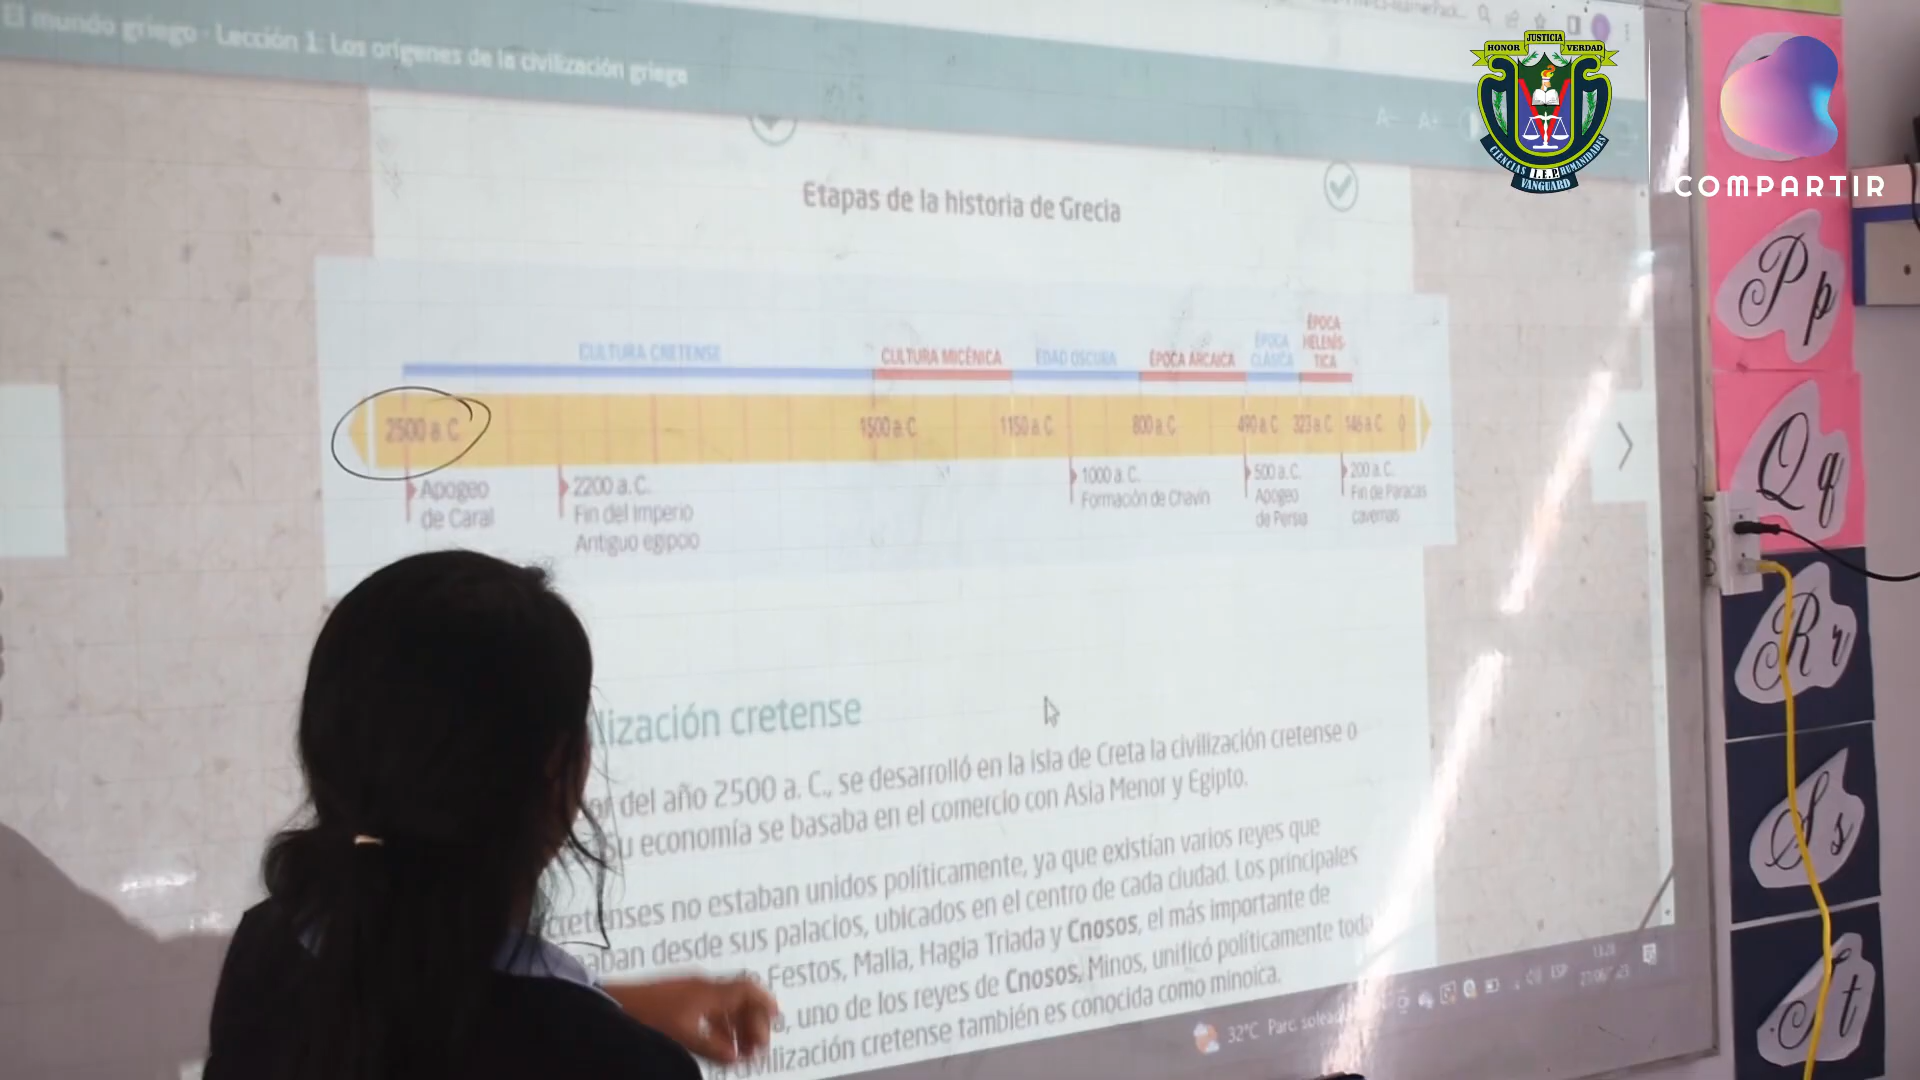 El mundo griego · Lección 1: Los orígenes de la civilización griega
A- A+
HONOR JUSTICIA VERDAD
CIENCIAS I.E.P. HUMANIDADES
VANGUARD
COMPARTIR
Etapas de la historia de Grecia
CULTURA CRETENSE
CULTURA MICÉNICA
EDAD OSCURA
ÉPOCA ARCAICA
ÉPOCA
CLÁSICA
ÉPOCA
HELENÍS-
TICA
2500 a. C. 1500 a. C. 1150 a. C. 800 a. C. 490 a. C. 323 a. C. 146 a. C. 0
Apogeo
de Caral
2200 a. C.
Fin del Imperio
Antiguo egipcio
1000 a. C.
Formación de Chavín
500 a. C.
Apogeo
de Persia
200 a. C.
Fin de Paracas
cavernas
lización cretense
del año 2500 a. C., se desarrolló en la isla de Creta la civilización cretense o
Su economía se basaba en el comercio con Asia Menor y Egipto.
cretenses no estaban unidos políticamente, ya que existían varios reyes que
aban desde sus palacios, ubicados en el centro de cada ciudad. Los principales
Festos, Malia, Hagia Triada y Cnosos, el más importante de
uno de los reyes de Cnosos, Minos, unificó políticamente toda
la civilización cretense también es conocida como minoica.
32°C Parc. solead
ESP
13:28
P p
Q q
R r
S s
T t